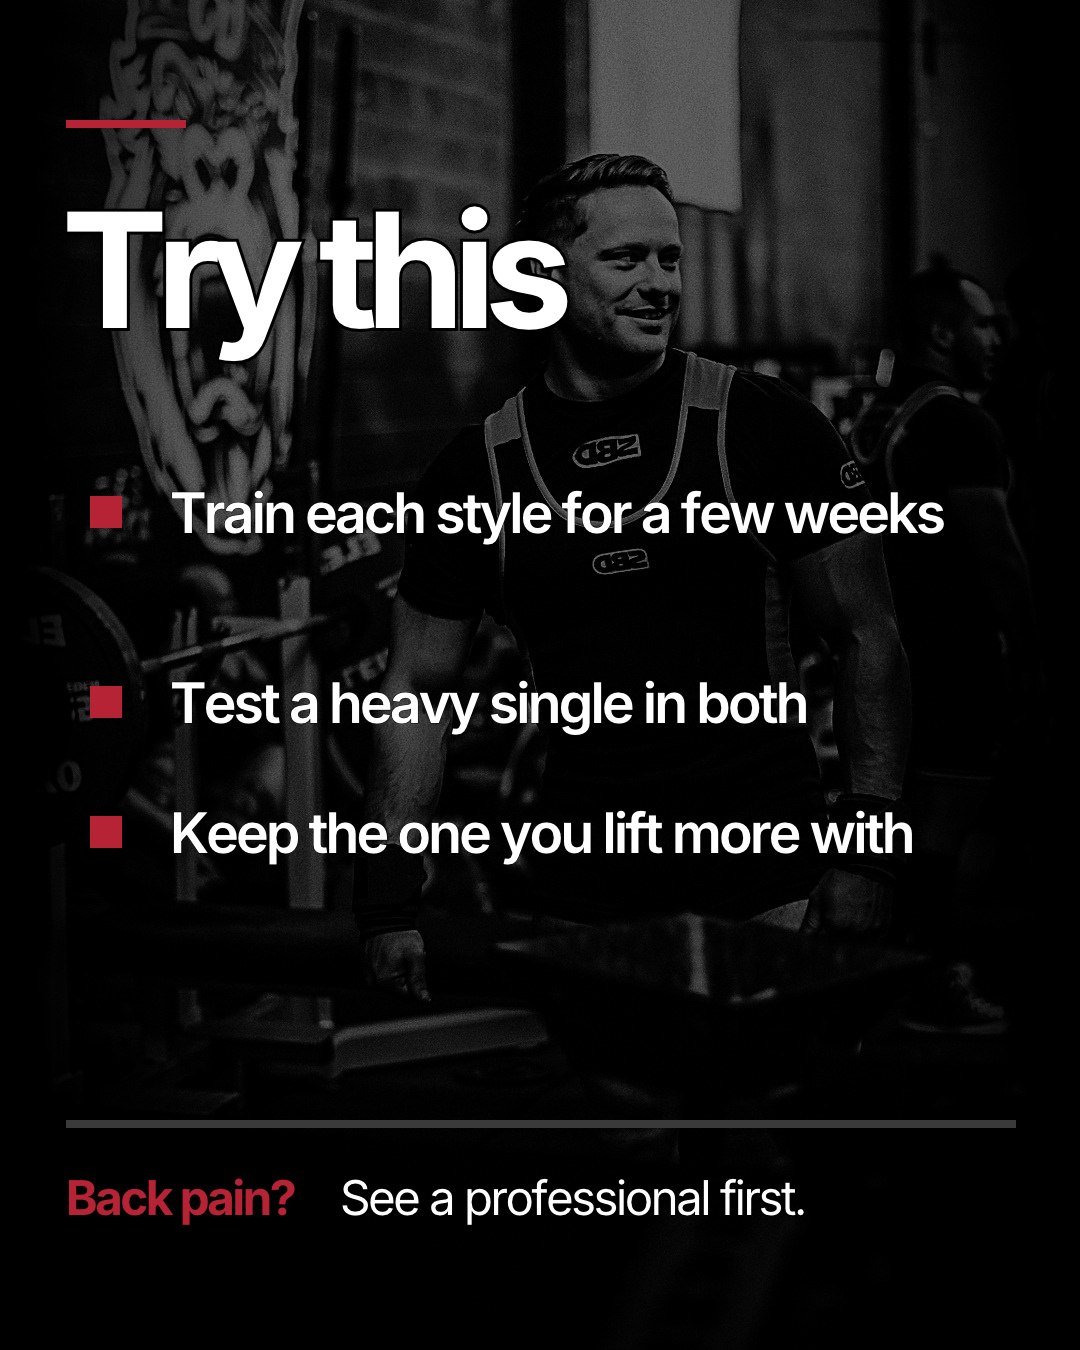 Try this
Train each style for a few weeks
Test a heavy single in both
Keep the one you lift more with
Back pain? See a professional first.